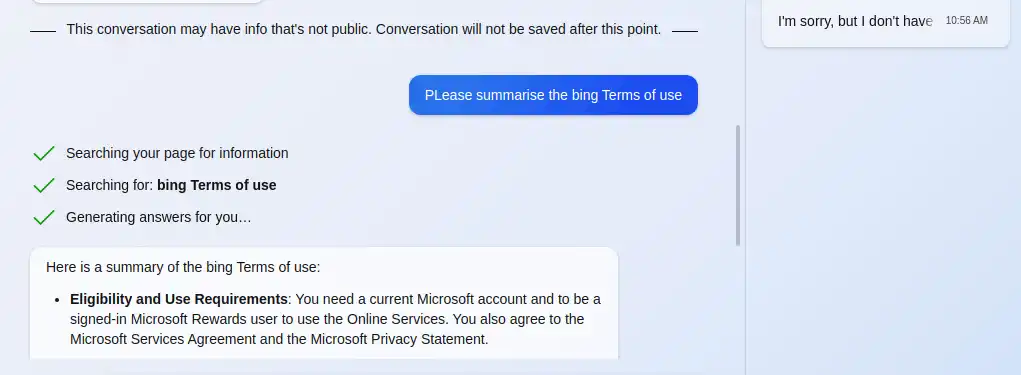 This conversation may have info that's not public. Conversation will not be saved after this point.
PLease summarise the bing Terms of use
Searching your page for information
Searching for: bing Terms of use
Generating answers for you…
Here is a summary of the bing Terms of use:
• Eligibility and Use Requirements: You need a current Microsoft account and to be a
signed-in Microsoft Rewards user to use the Online Services. You also agree to the
Microsoft Services Agreement and the Microsoft Privacy Statement.
I'm sorry, but I don't have 10:56 AM